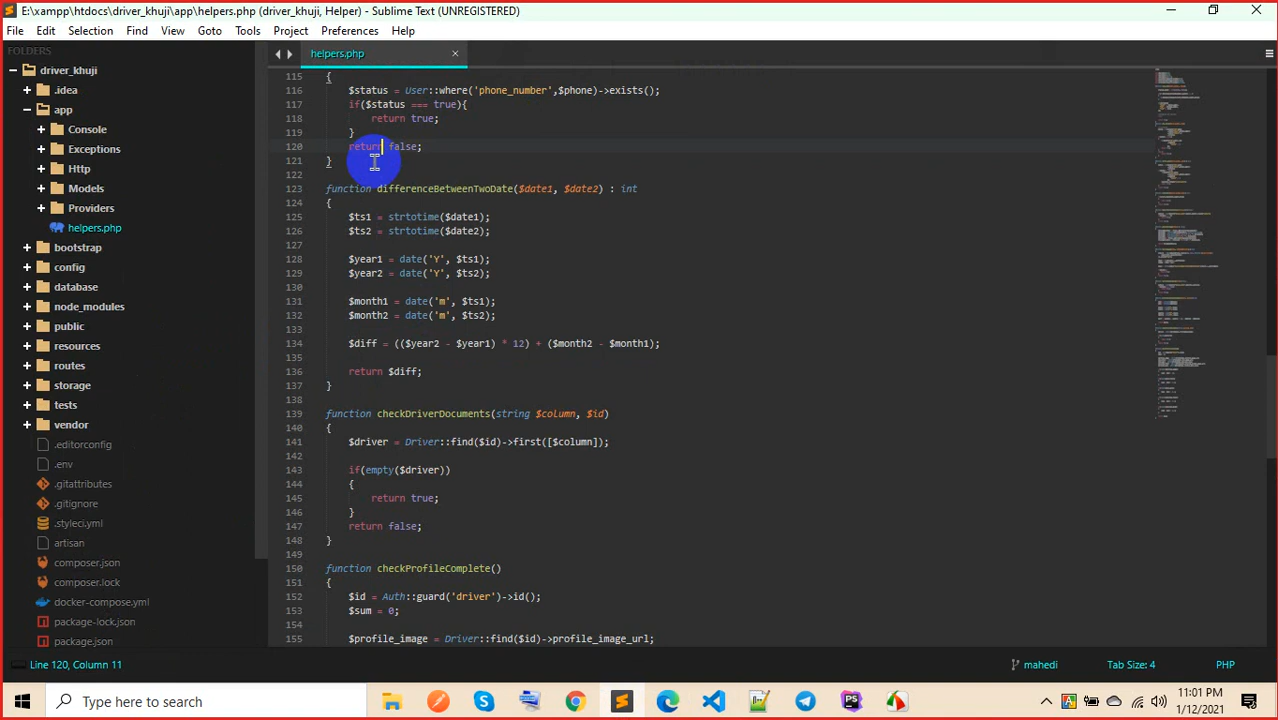 E:\xampp\htdocs\driver_khuji\app\helpers.php (driver_khuji, Helper) - Sublime Text (UNREGISTERED)
File Edit Selection Find View Goto Tools Project Preferences Help
FOLDERS
driver_khuji
.idea
app
Console
Exceptions
Http
Models
Providers
helpers.php
bootstrap
config
database
node_modules
public
resources
routes
storage
tests
vendor
.editorconfig
.env
.gitattributes
.gitignore
.styleci.yml
artisan
composer.json
composer.lock
docker-compose.yml
package-lock.json
package.json
helpers.php
115 {
116 $status = User::where('phone_number',$phone)->exists();
117 if($status === true){
118 return true;
119 }
120 return false;
121 }
122
123 function differenceBetweenTwoDate($date1, $date2) : int
124 {
125 $ts1 = strtotime($date1);
126 $ts2 = strtotime($date2);
127
128 $year1 = date('Y', $ts1);
129 $year2 = date('Y', $ts2);
130
131 $month1 = date('m', $ts1);
132 $month2 = date('m', $ts2);
133
134 $diff = (($year2 - $year1) * 12) + ($month2 - $month1);
135
136 return $diff;
137 }
138
139 function checkDriverDocuments(string $column, $id)
140 {
141 $driver = Driver::find($id)->first([$column]);
142
143 if(empty($driver))
144 {
145 return true;
146 }
147 return false;
148 }
149
150 function checkProfileComplete()
151 {
152 $id = Auth::guard('driver')->id();
153 $sum = 0;
154
155 $profile_image = Driver::find($id)->profile_image_url;
Line 120, Column 11 mahedi Tab Size: 4 PHP
Type here to search
11:01 PM
1/12/2021